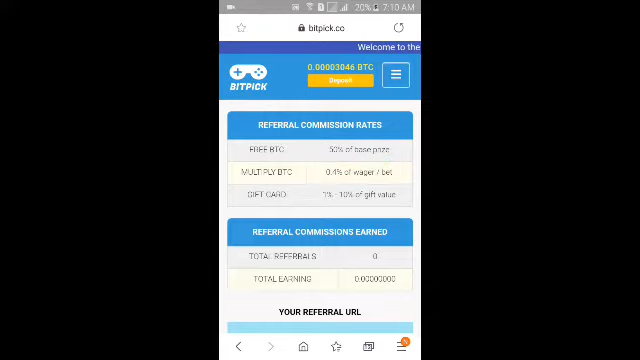 20% 7:10 AM
bitpick.co
Welcome to the
0.00003046 BTC
Deposit
BITPICK
REFERRAL COMMISSION RATES
FREE BTC 50% of base prize
MULTIPLY BTC 0.4% of wager / bet
GIFT CARD 1% - 10% of gift value
REFERRAL COMMISSIONS EARNED
TOTAL REFERRALS 0
TOTAL EARNING 0.00000000
YOUR REFERRAL URL